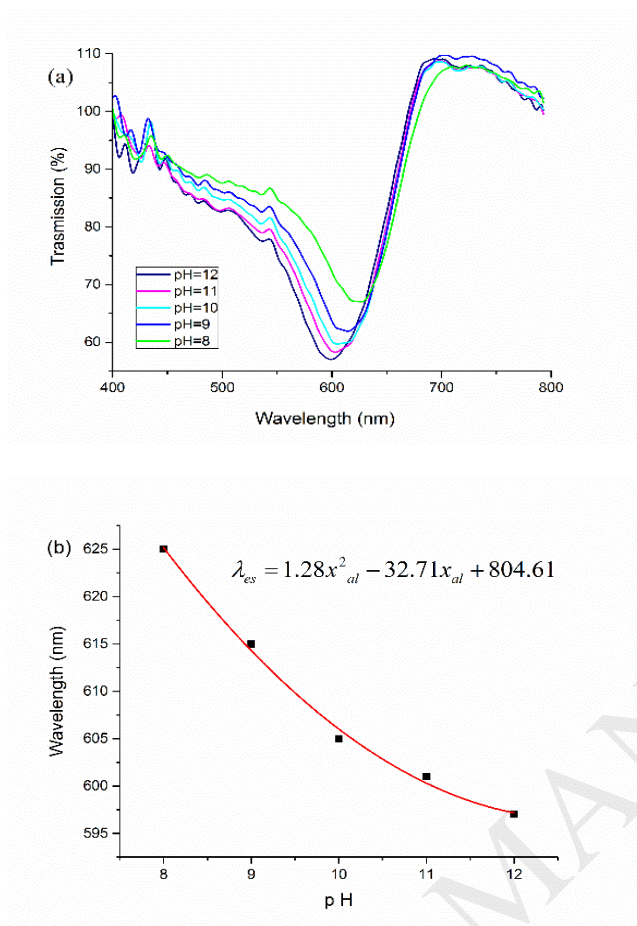 (a)
110
100
90
80
70
60
Trasmission (%)
pH=12
pH=11
pH=10
pH=9
pH=8
400
500
600
700
800
Wavelength (nm)
(b)
λes = 1.28x²al − 32.71xal + 804.61
625
620
615
610
605
600
595
Wavelength (nm)
8
9
10
11
12
p H
MAN